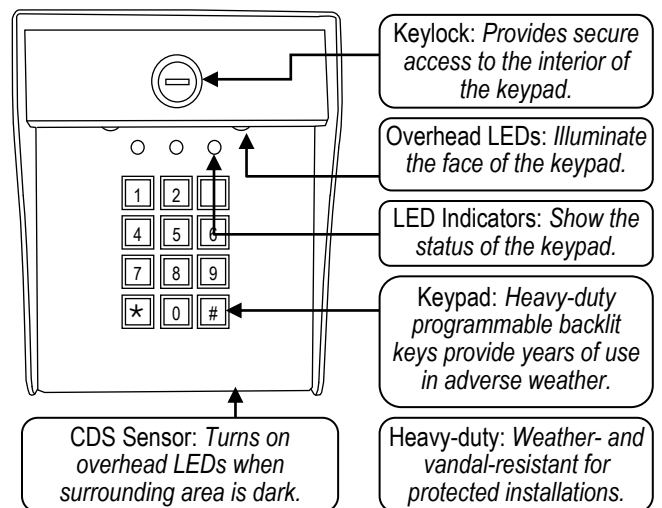 Keylock: Provides secure
access to the interior of
the keypad.
Overhead LEDs: Illuminate
the face of the keypad.
LED Indicators: Show the
status of the keypad.
1 2
4 5 6
7 8 9
* 0 #
Keypad: Heavy-duty
programmable backlit
keys provide years of use
in adverse weather.
CDS Sensor: Turns on
overhead LEDs when
surrounding area is dark.
Heavy-duty: Weather- and
vandal-resistant for
protected installations.